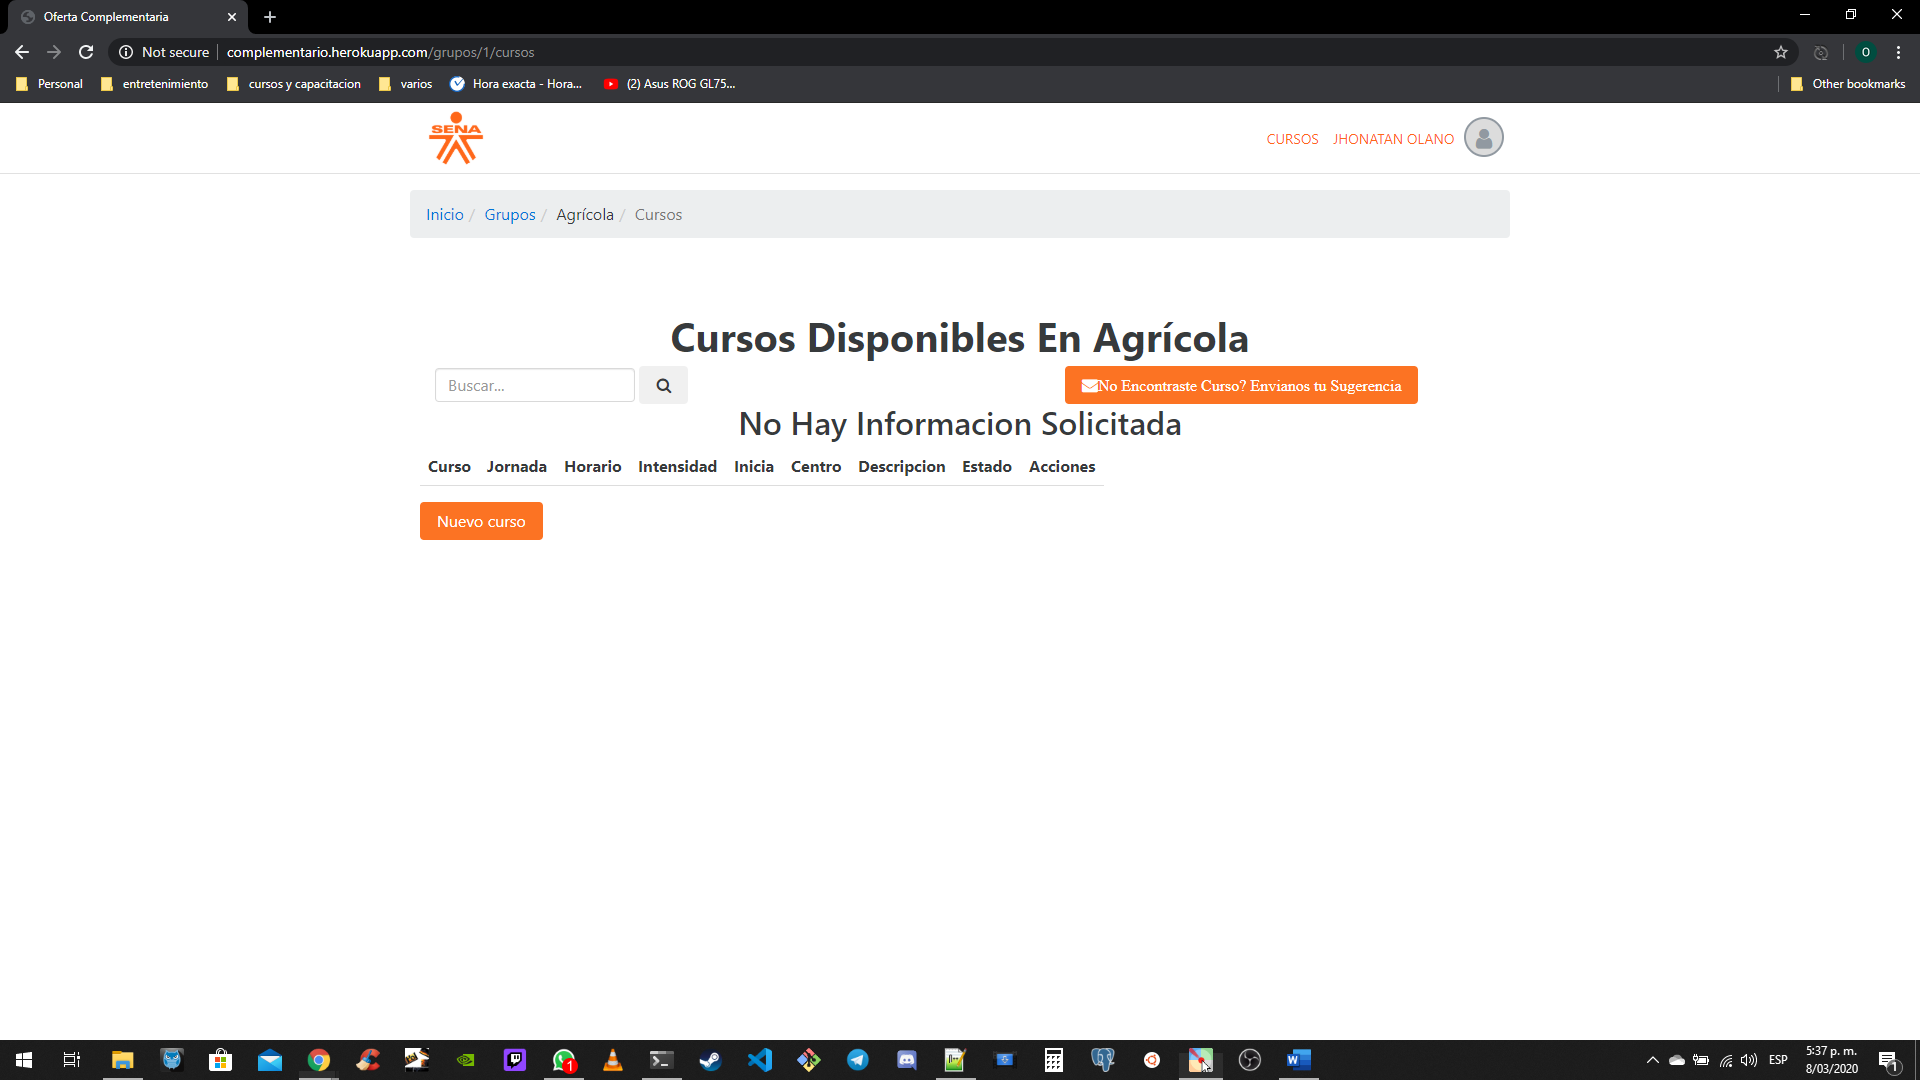 Oferta Complementaria
Not secure complementario.herokuapp.com/grupos/1/cursos O
Personal entretenimiento cursos y capacitacion varios Hora exacta - Hora... (2) Asus ROG GL75... Other bookmarks
SENA CURSOS JHONATAN OLANO
Inicio / Grupos / Agrícola / Cursos
Cursos Disponibles En Agrícola
Buscar... No Encontraste Curso? Envianos tu Sugerencia
No Hay Informacion Solicitada
Curso Jornada Horario Intensidad Inicia Centro Descripcion Estado Acciones
Nuevo curso
1 ESP 5:37 p. m. 1
8/03/2020